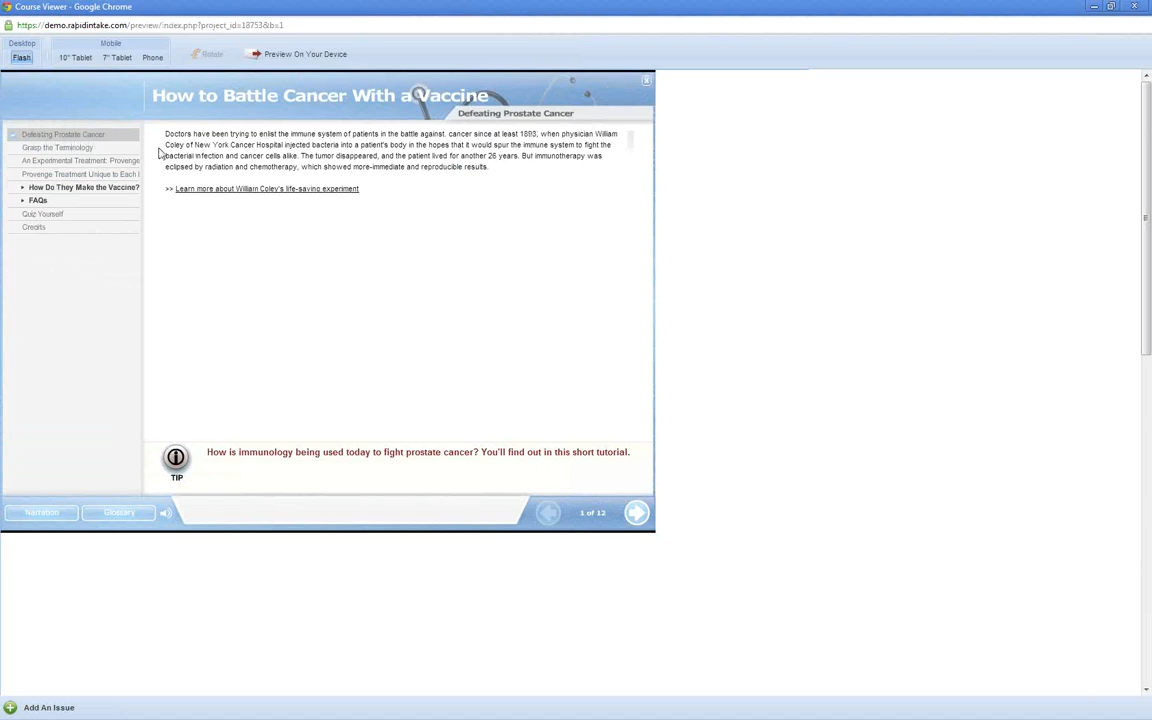 Course Viewer - Google Chrome
https://demo.rapidintake.com/preview/index.php?project_id=18753&b=1
Desktop
Mobile
Flash
10" Tablet
7" Tablet
Phone
Rotate
Preview On Your Device
How to Battle Cancer With a Vaccine
Defeating Prostate Cancer
Defeating Prostate Cancer
Grasp the Terminology
An Experimental Treatment: Provenge
Provenge Treatment Unique to Each I
How Do They Make the Vaccine?
FAQs
Quiz Yourself
Credits
Doctors have been trying to enlist the immune system of patients in the battle against. cancer since at least 1893; when physician William
Coley of New York Cancer Hospital injected bacteria into a patient's body in the hopes that it would spur the immune system to fight the
bacterial infection and cancer cells alike. The tumor disappeared, and the patient lived for another 26 years. But immunotherapy was
eclipsed by radiation and chemotherapy, which showed more-immediate and reproducible results.
>> Learn more about William Coley's life-saving experiment
TIP
How is immunology being used today to fight prostate cancer? You'll find out in this short tutorial.
Narration
Glossary
1 of 12
Add An Issue